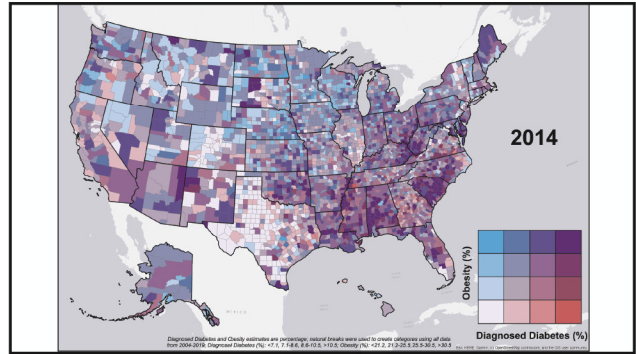 2014
Obesity (%)
Diagnosed Diabetes (%)
MEXICO
Diagnosed Diabetes and Obesity estimates are percentage; natural breaks were used to create categories using all data
from 2004-2019; Diagnosed Diabetes (%): <7.1, 7.1-8.6, 8.6-10.5, >10.5; Obesity (%): <21.2, 21.2-25.5, 25.5-30.5, >30.5